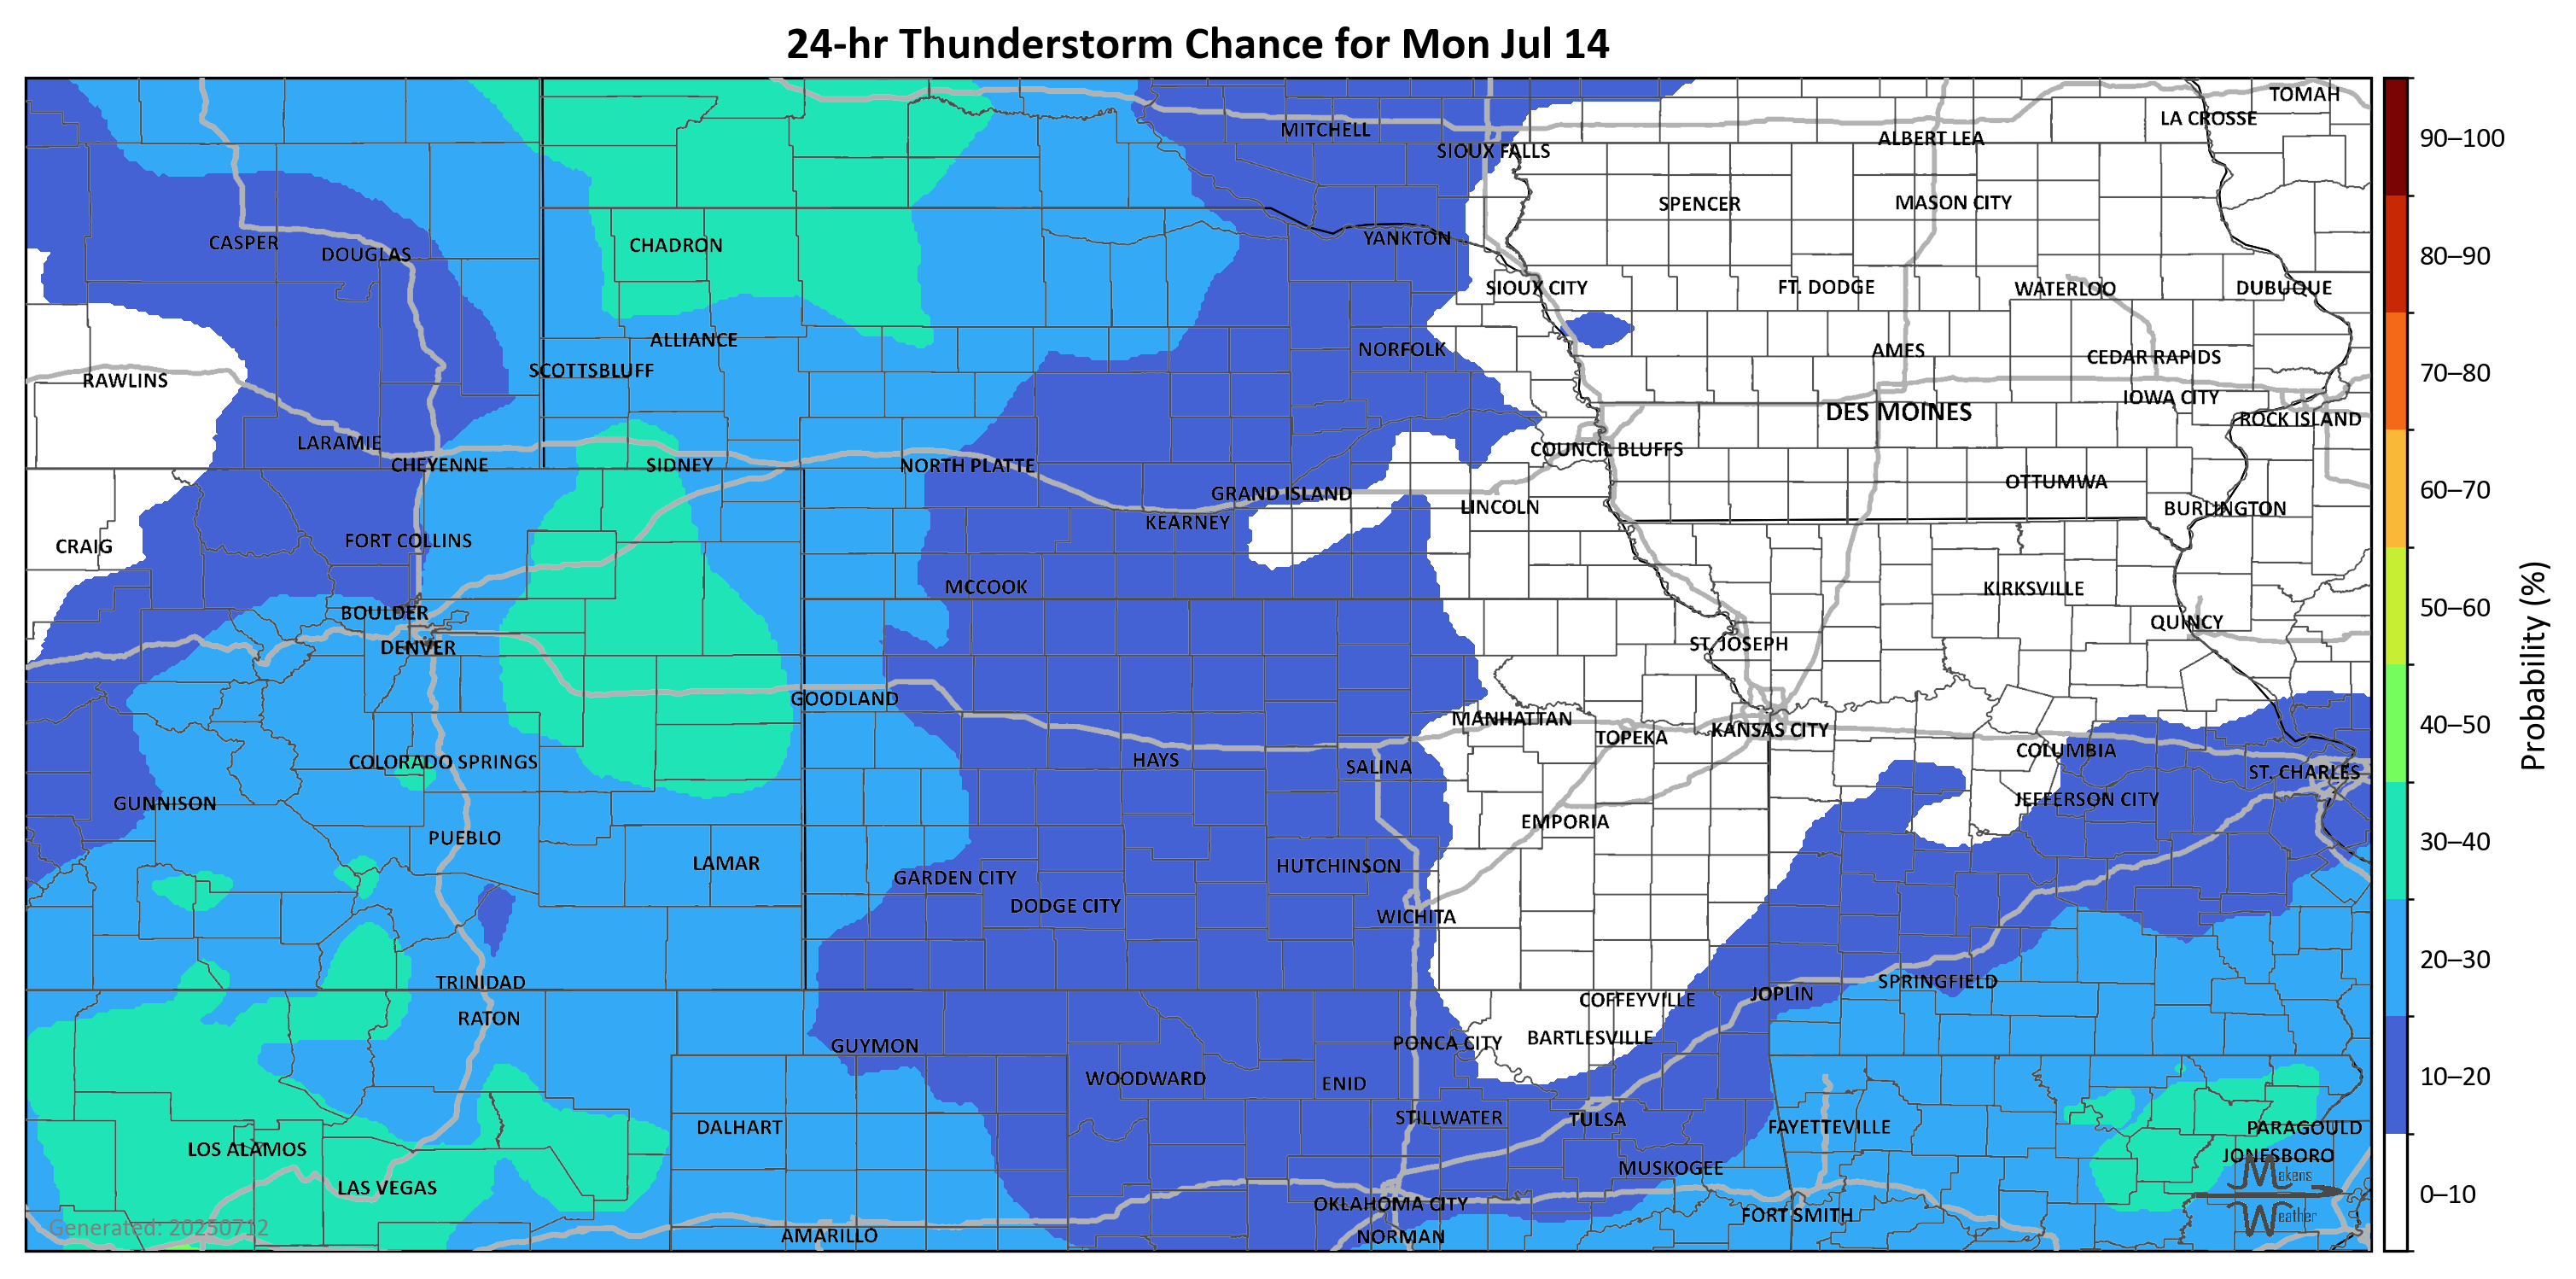 24-hr Thunderstorm Chance for Mon Jul 14
TOMAH
LA CROSSE
MITCHELL
ALBERT LEA
SIOUX FALLS
SPENCER
MASON CITY
CASPER
DOUGLAS
CHADRON
YANKTON
SIOUX CITY
FT. DODGE
WATERLOO
DUBUQUE
ALLIANCE
NORFOLK
AMES
CEDAR RAPIDS
RAWLINS
SCOTTSBLUFF
IOWA CITY
DES MOINES
ROCK ISLAND
LARAMIE
COUNCIL BLUFFS
CHEYENNE
SIDNEY
NORTH PLATTE
OTTUMWA
GRAND ISLAND
LINCOLN
BURLINGTON
KEARNEY
CRAIG
FORT COLLINS
MCCOOK
KIRKSVILLE
BOULDER
QUINCY
DENVER
ST. JOSEPH
GOODLAND
MANHATTAN
TOPEKA
KANSAS CITY
COLUMBIA
COLORADO SPRINGS
HAYS
SALINA
ST. CHARLES
GUNNISON
JEFFERSON CITY
EMPORIA
PUEBLO
LAMAR
HUTCHINSON
GARDEN CITY
DODGE CITY
WICHITA
TRINIDAD
SPRINGFIELD
JOPLIN
COFFEYVILLE
RATON
BARTLESVILLE
GUYMON
PONCA CITY
WOODWARD
ENID
STILLWATER
TULSA
DALHART
FAYETTEVILLE
PARAGOULD
LOS ALAMOS
JONESBORO
MUSKOGEE
LAS VEGAS
OKLAHOMA CITY
FORT SMITH
AMARILLO
NORMAN
Generated: 20250712
Makens
Weather
90–100
80–90
70–80
60–70
50–60
40–50
30–40
20–30
10–20
0–10
Probability (%)